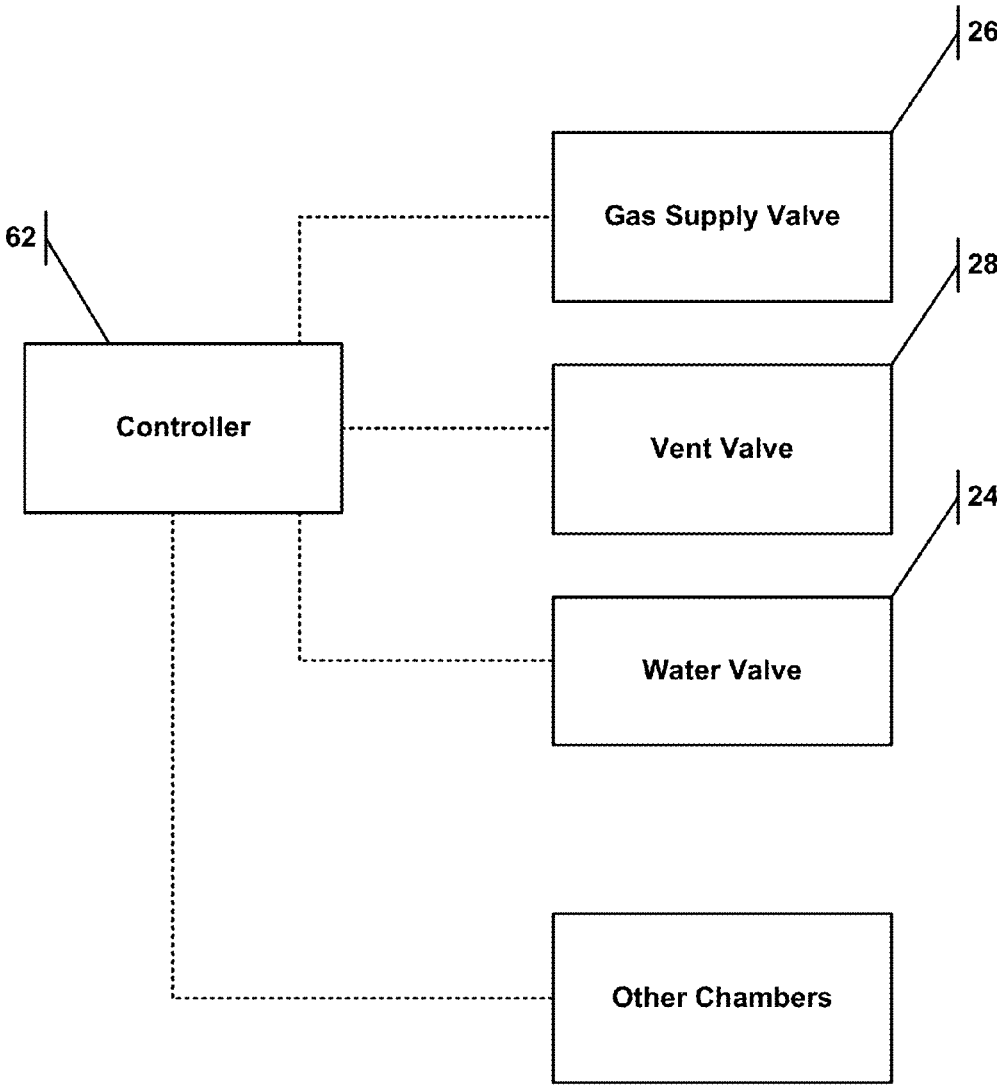 26
Gas Supply Valve
62
28
Controller
Vent Valve
24
Water Valve
Other Chambers